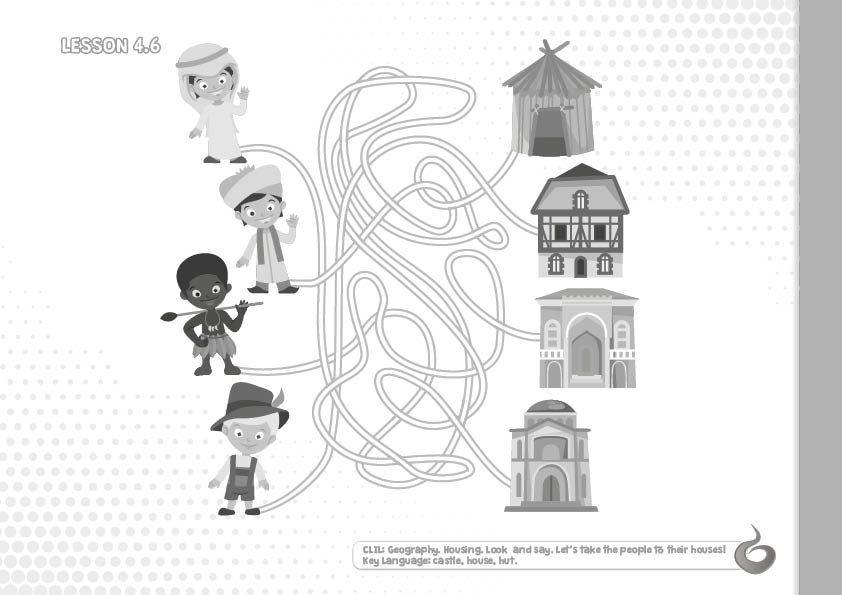 LESSON 4.6
CLIL: Geography. Housing. Look and say. Let's take the people to their houses!
Key Language: castle, house, hut.